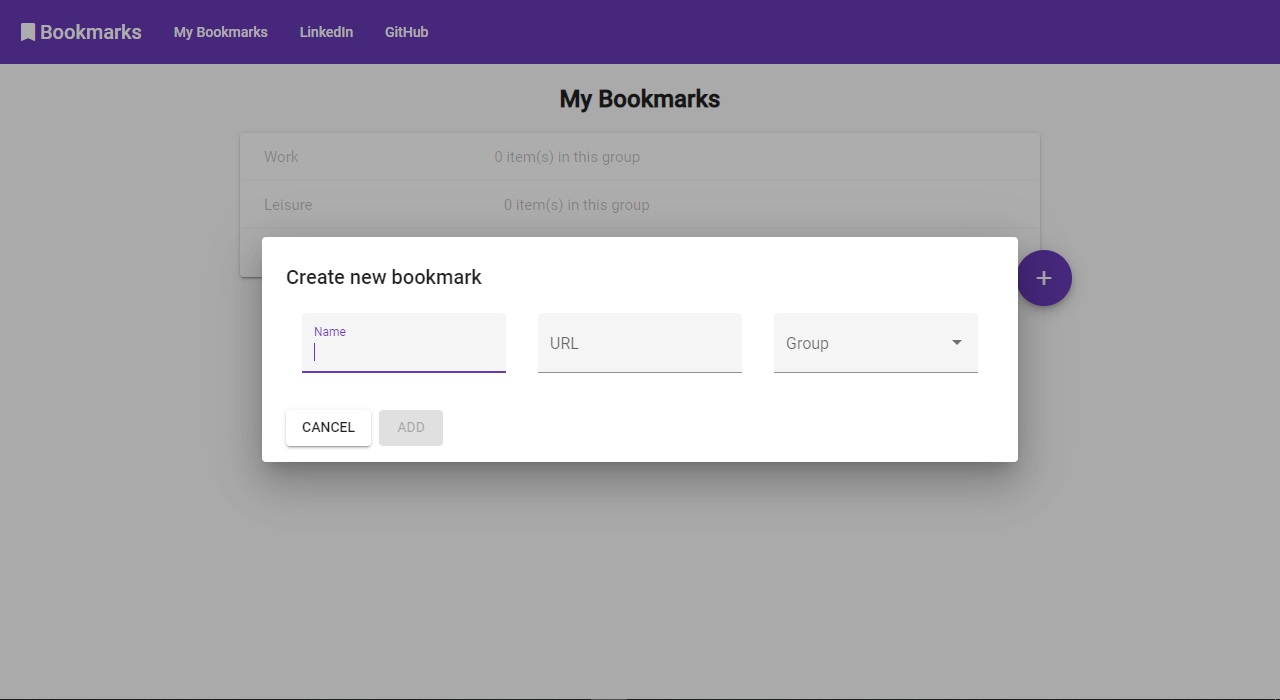 Bookmarks My Bookmarks LinkedIn GitHub
My Bookmarks
Work 0 item(s) in this group
Leisure 0 item(s) in this group
+
Create new bookmark
Name
URL
Group
CANCEL ADD